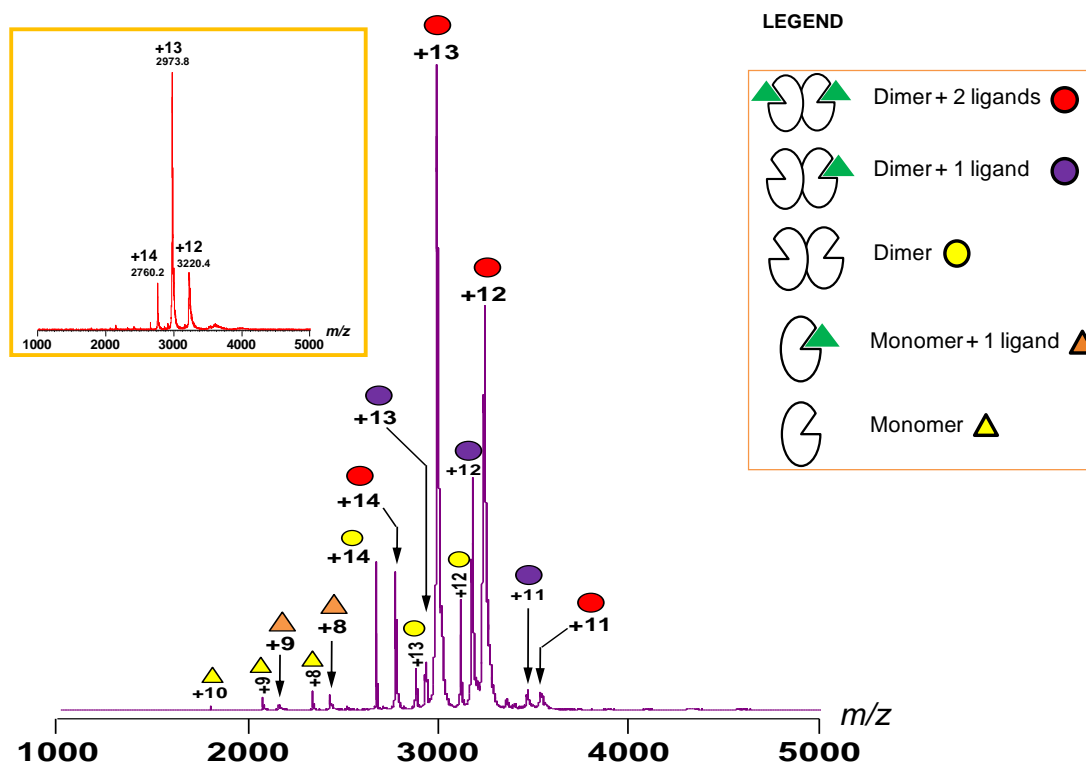 LEGEND
Dimer + 2 ligands
Dimer + 1 ligand
Dimer
Monomer + 1 ligand
Monomer
+13
2973.8
+14
2760.2
+12
3220.4
1000 2000 3000 4000 5000 m/z
+13
+12
+13
+14
+14
+12
+12
+13
+11
+11
+8
+9
+8
+9
+10
m/z
1000 2000 3000 4000 5000